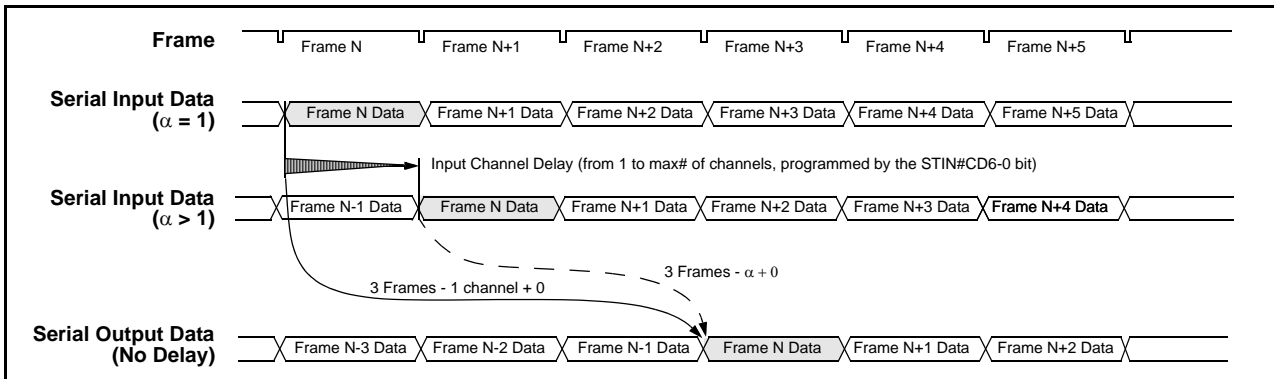 Frame
Frame N
Frame N+1
Frame N+2
Frame N+3
Frame N+4
Frame N+5
Serial Input Data
(α = 1)
Frame N Data
Frame N+1 Data
Frame N+2 Data
Frame N+3 Data
Frame N+4 Data
Frame N+5 Data
Input Channel Delay (from 1 to max# of channels, programmed by the STIN#CD6-0 bit)
Serial Input Data
(α > 1)
Frame N-1 Data
Frame N Data
Frame N+1 Data
Frame N+2 Data
Frame N+3 Data
Frame N+4 Data
3 Frames - α + 0
3 Frames - 1 channel + 0
Serial Output Data
(No Delay)
Frame N-3 Data
Frame N-2 Data
Frame N-1 Data
Frame N Data
Frame N+1 Data
Frame N+2 Data